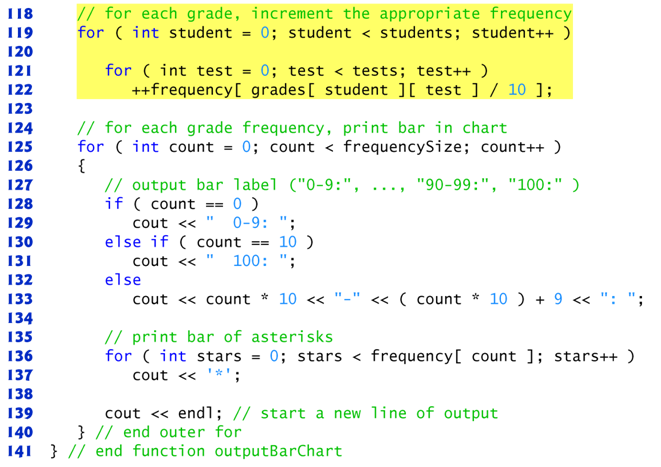 118 // for each grade, increment the appropriate frequency
119 for ( int student = 0; student < students; student++ )
120
121 for ( int test = 0; test < tests; test++ )
122 ++frequency[ grades[ student ][ test ] / 10 ];
123
124 // for each grade frequency, print bar in chart
125 for ( int count = 0; count < frequencySize; count++ )
126 {
127 // output bar label ("0-9:", ..., "90-99:", "100:" )
128 if ( count == 0 )
129 cout << "  0-9: ";
130 else if ( count == 10 )
131 cout << "  100: ";
132 else
133 cout << count * 10 << "-" << ( count * 10 ) + 9 << ": ";
134
135 // print bar of asterisks
136 for ( int stars = 0; stars < frequency[ count ]; stars++ )
137 cout << '*';
138
139 cout << endl; // start a new line of output
140 } // end outer for
141 } // end function outputBarChart